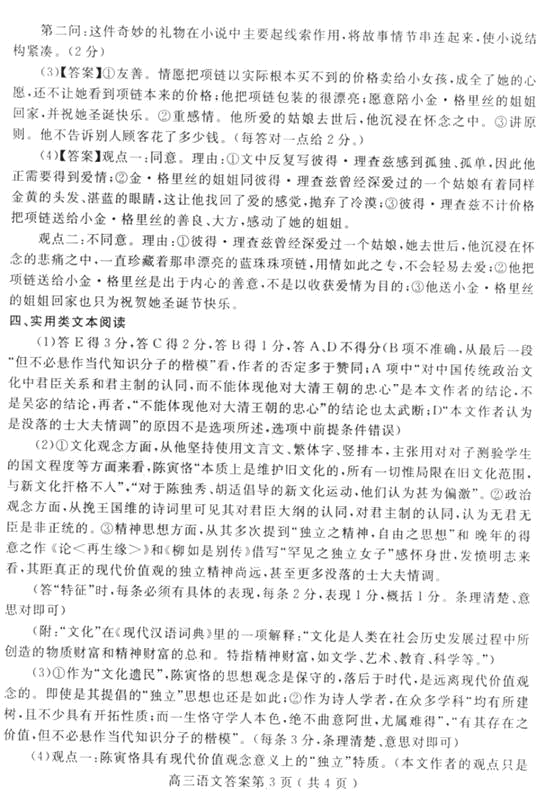 第二问:这件奇妙的礼物在小说中主要起线索作用,将故事情节串连起来,使小说结
构紧凑。(2分)
(3)【答案】①友善。情愿把项链以实际根本买不到的价格卖给小女孩,成全了她的心
愿,还不让她看到项链本来的价格;他把项链包装的很漂亮;愿意陪小金·格里丝的姐姐
回家,并祝她圣诞快乐。②重感情。他所爱的姑娘去世后,他沉浸在怀念之中。③讲原
则。他不告诉别人顾客花了多少钱。(每答对一点给2分。)
(4)【答案】观点一:同意。理由:①文中反复写彼得·理查兹感到孤独、孤单,因此他
正需要得到爱情;②金·格里丝的姐姐同彼得·理查兹曾经深爱过的一个姑娘有着同样
金黄的头发、湛蓝的眼睛,这让他找回了爱的感觉,抛弃了冷漠;③彼得·理查兹不计价格
把项链送给小金·格里丝的善良、大方,感动了她的姐姐。
观点二:不同意。理由:①彼得·理查兹曾经深爱过一个姑娘,她去世后,他沉浸在怀
念的悲痛之中,一直珍藏着那串漂亮的蓝珠珠项链,用情如此之专,不会轻易去爱;②他把
项链送给小金·格里丝是出于内心的善意,不是以收获爱情为目的;③他送小金·格里丝
的姐姐回家也只为祝贺她圣诞节快乐。
四、实用类文本阅读
(1)答E得3分,答C得2分,答B得1分,答A、D不得分(B项不准确,从最后一段
“但不必悬作当代知识分子的楷模”看,作者的否定多于赞同;A项中“对中国传统政治文
化中君臣关系和君主制的认同,而不能体现他对大清王朝的忠心”是本文作者的结论,不
是吴宓的结论,再者,“不能体现他对大清王朝的忠心”的结论也太武断;D“本文作者认为
是没落的士大夫情调”的原因不是选项所述,选项中前提条件错误)
(2)①文化观念方面,从他坚持使用文言文、繁体字、竖排本,主张用对对子测验学生
的国文程度等方面来看,陈寅恪“本质上是维护旧文化的,所有一切惟局限在旧文化范围,
与新文化扞格不入”,“对于陈独秀、胡适倡导的新文化运动,他们认为甚为偏激”。②政治
观念方面,从挽王国维的诗词里可见其对君臣大纲的认同,对君主制的认同,认为无君无
臣是非正统的。③精神思想方面,从其多次提到“独立之精神,自由之思想”和 晚年的得
意之作《论<再生缘>》和《柳如是别传》借写“罕见之独立女子”感怀身世,发愤明志来
看,其距真正的现代价值观的独立精神尚远,甚至更多没落的士大夫情调。
(答“特征”时,每条必须有具体的表现,每条2分,表现1分,概括1分。条理清楚、意
思对即可)
(附:“文化”在《现代汉语词典》里的一项解释:“文化是人类在社会历史发展过程中所
创造的物质财富和精神财富的总和。特指精神财富,如文学、艺术、教育、科学等。”)
(3)①作为“文化遗民”,陈寅恪的思想观念是保守的,落后于时代,是远离现代价值观
念的。即使是其提倡的“独立”思想也还是如此;②作为诗人学者,在众多学科“均有所建
树,且不少具有开拓性质;而一生恪守学人本色,绝不曲意阿世,尤属难得”,“有其存在之
价值,但不必悬作当代知识分子的楷模”。(每条3分,条理清楚、意思对即可)
(4)观点一:陈寅恪具有现代价值观念意义上的“独立”特质。(本文作者的观点只是
高三语文答案第3页(共4页)